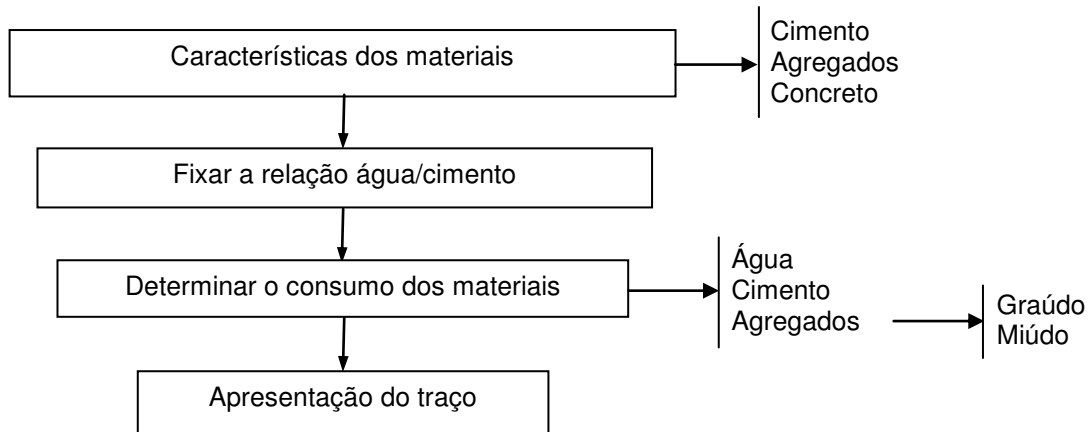 Características dos materiais
Cimento
Agregados
Concreto
Fixar a relação água/cimento
Determinar o consumo dos materiais
Água
Cimento
Agregados
Graúdo
Miúdo
Apresentação do traço